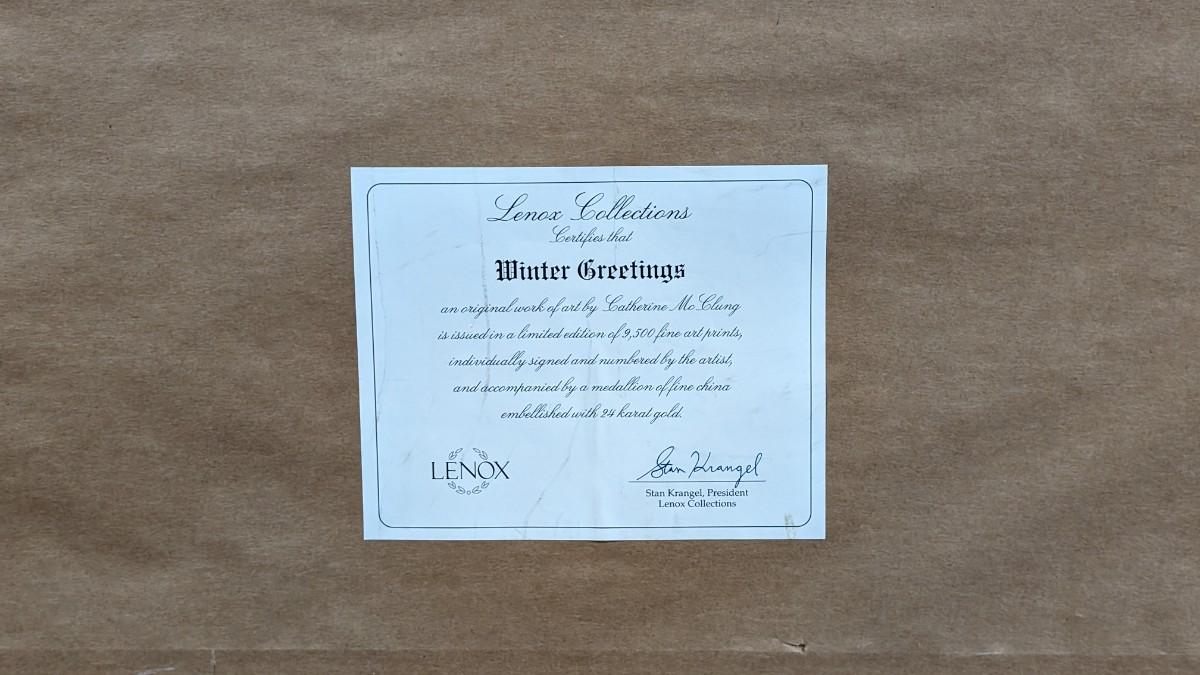 Lenox Collections
Certifies that
Winter Greetings
an original work of art by Catherine McClung
is issued in a limited edition of 9,500 fine art prints,
individually signed and numbered by the artist,
and accompanied by a medallion of fine china
embellished with 24 karat gold.
LENOX
Stan Krangel
Stan Krangel, President
Lenox Collections